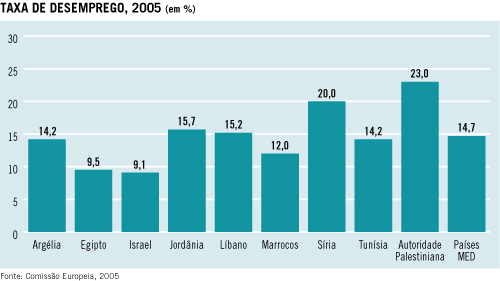 TAXA DE DESEMPREGO, 2005 (em %)
30
25
20
15
10
5
0
14,2
9,5
9,1
15,7
15,2
12,0
20,0
14,2
23,0
14,7
Argélia
Egipto
Israel
Jordânia
Líbano
Marrocos
Síria
Tunísia
Autoridade
Palestiniana
Países
MED
Fonte: Comissão Europeia, 2005